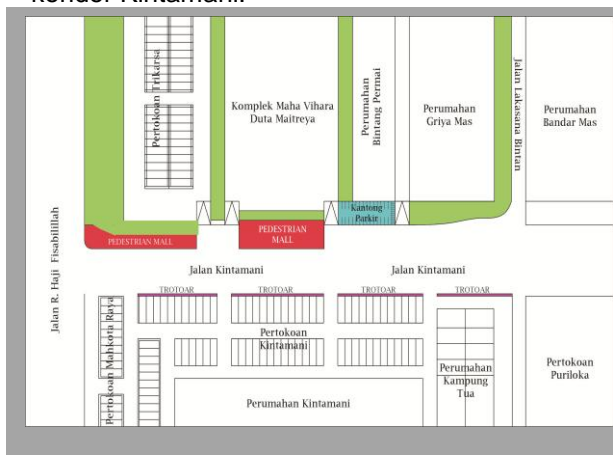 koridor Kintamani.
Pertokoan Trikarsa
Komplek Maha Vihara
Duta Maitreya
Perumahan
Bintang Permai
Perumahan
Griya Mas
Jalan Laksana Bintan
Perumahan
Bandar Mas
Kantong
Parkir
PEDESTRIAN MALL
PEDESTRIAN
MALL
Jalan R. Haji Fisabilillah
Jalan Kintamani
Jalan Kintamani
TROTOAR
TROTOAR
TROTOAR
TROTOAR
Pertokoan Mahkota Raya
Pertokoan
Kintamani
Perumahan
Kampung
Tua
Pertokoan
Puriloka
Perumahan Kintamani